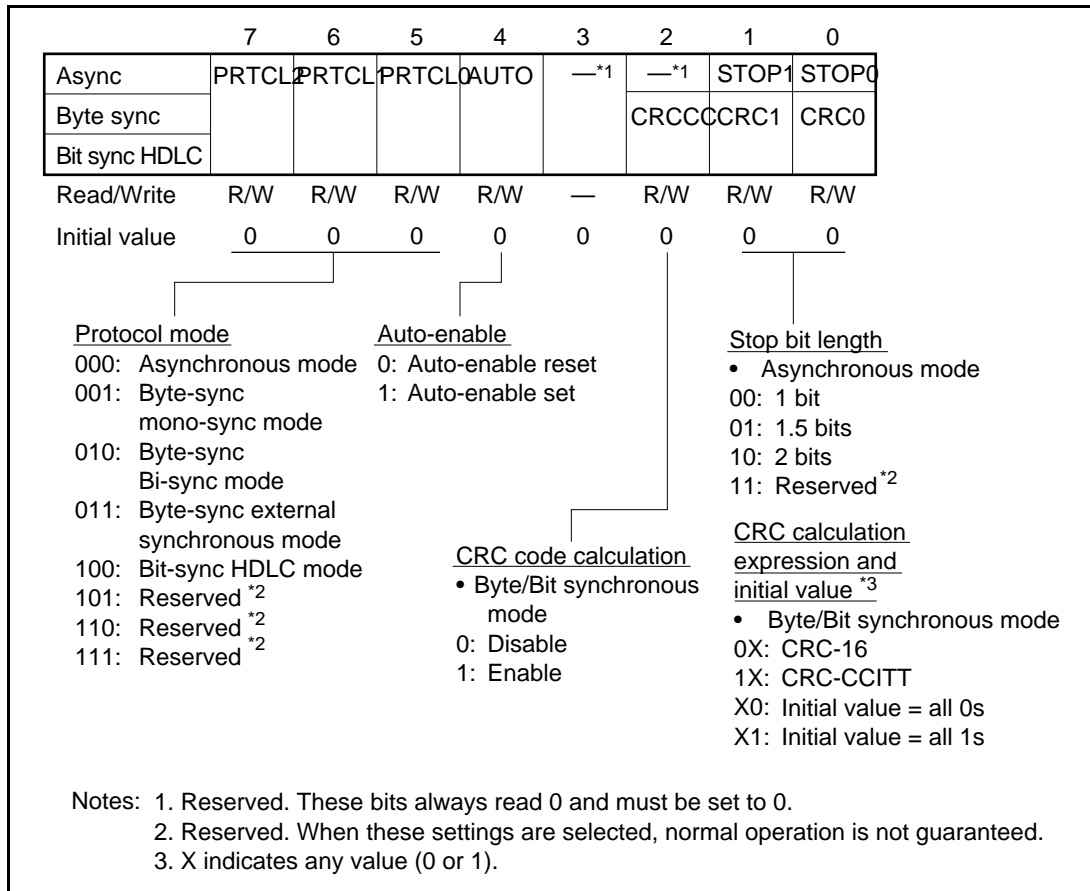 7 6 5 4 3 2 1 0
Async PRTCL2 PRTCL1 PRTCL0 AUTO —*1 —*1 STOP1 STOP0
Byte sync CRCCC CRC1 CRC0
Bit sync HDLC
Read/Write R/W R/W R/W R/W — R/W R/W R/W
Initial value 0 0 0 0 0 0 0 0
Protocol mode
000: Asynchronous mode
001: Byte-sync
mono-sync mode
010: Byte-sync
Bi-sync mode
011: Byte-sync external
synchronous mode
100: Bit-sync HDLC mode
101: Reserved *2
110: Reserved *2
111: Reserved *2
Auto-enable
0: Auto-enable reset
1: Auto-enable set
CRC code calculation
• Byte/Bit synchronous
mode
0: Disable
1: Enable
Stop bit length
• Asynchronous mode
00: 1 bit
01: 1.5 bits
10: 2 bits
11: Reserved *2
CRC calculation
expression and
initial value *3
• Byte/Bit synchronous mode
0X: CRC-16
1X: CRC-CCITT
X0: Initial value = all 0s
X1: Initial value = all 1s
Notes: 1. Reserved. These bits always read 0 and must be set to 0.
2. Reserved. When these settings are selected, normal operation is not guaranteed.
3. X indicates any value (0 or 1).